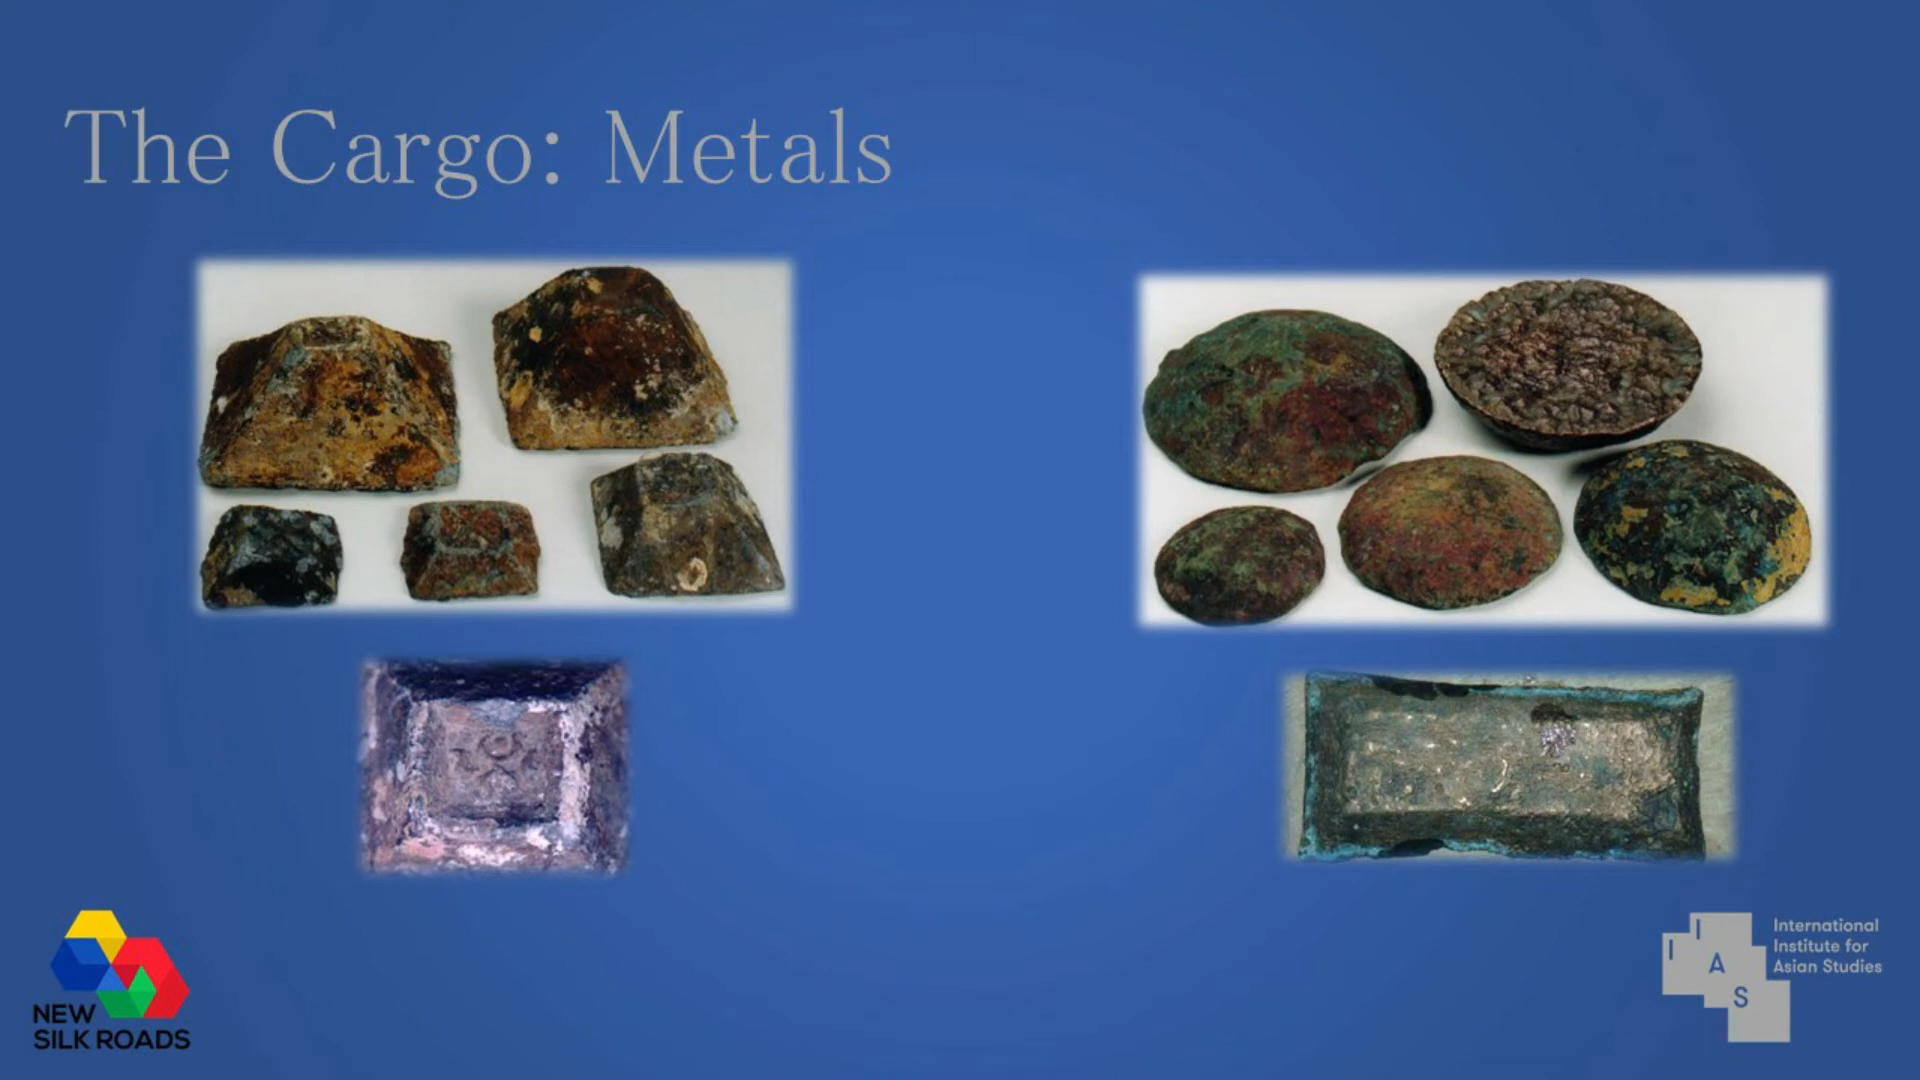 The Cargo: Metals
NEW
SILK ROADS
I
I
A
S
International
Institute for
Asian Studies